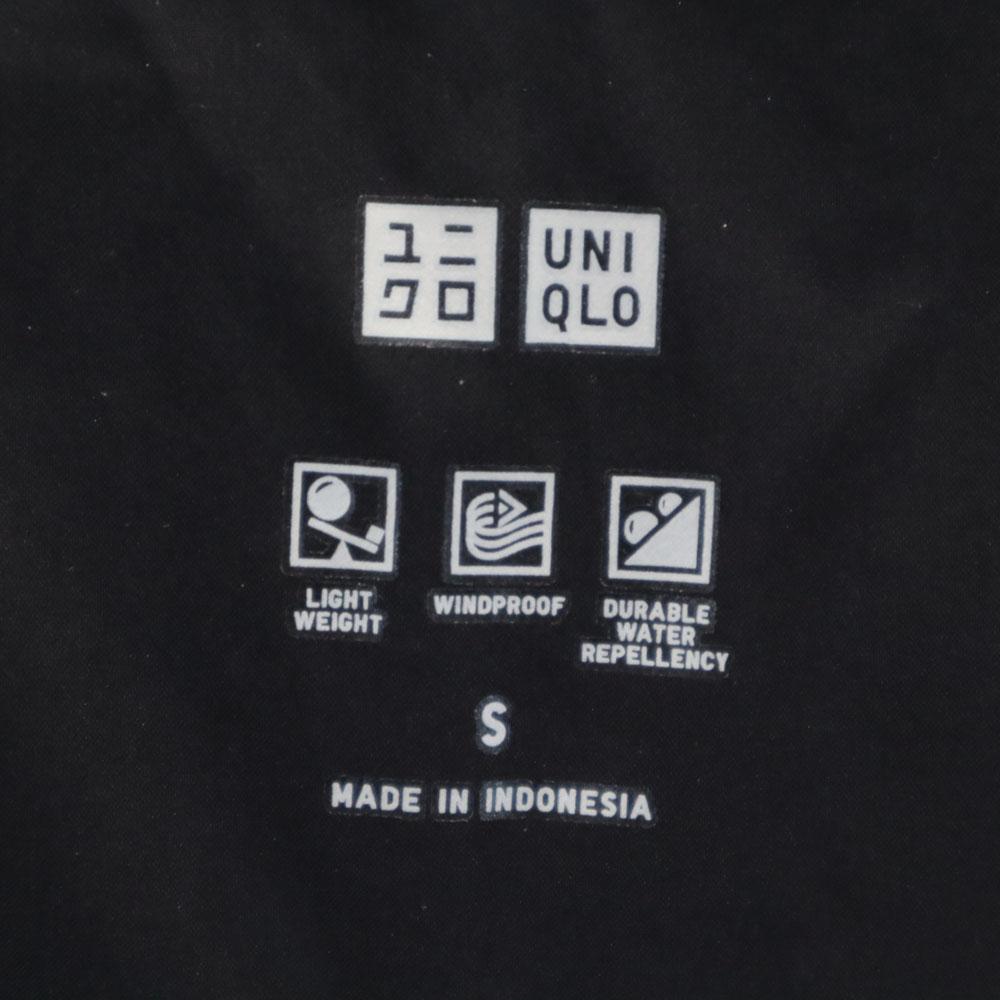 ユニ UNI
クロ QLO
LIGHT WEIGHT
WINDPROOF
DURABLE WATER REPELLENCY
S
MADE IN INDONESIA